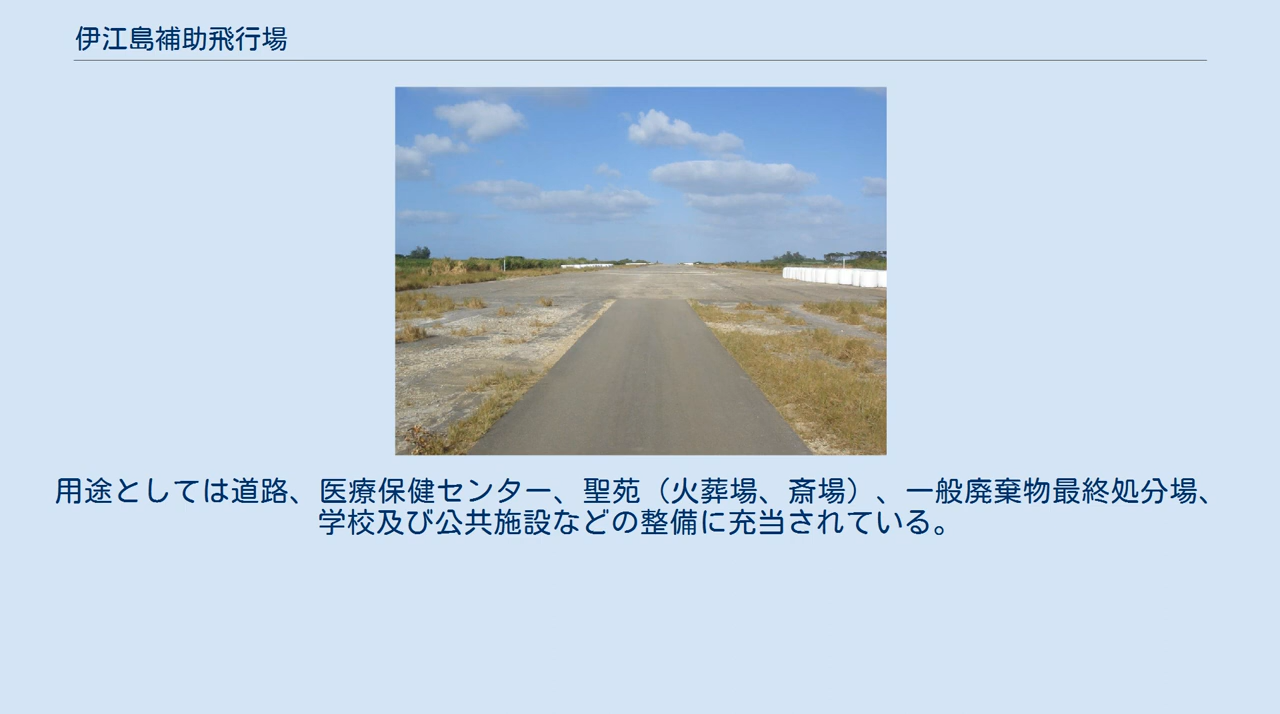 伊江島補助飛行場
用途としては道路、医療保健センター、聖苑（火葬場、斎場）、一般廃棄物最終処分場、
学校及び公共施設などの整備に充当されている。